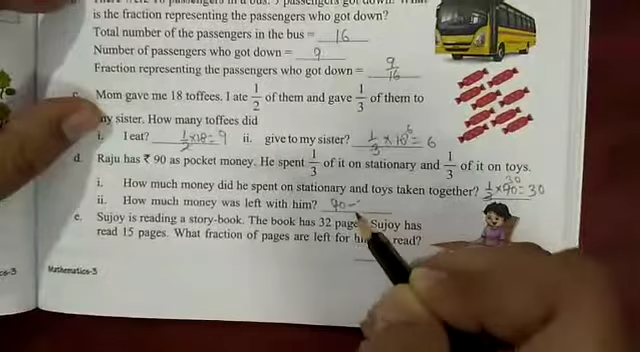 is the fraction representing the passengers who got down?
Total number of the passengers in the bus = 16
Number of passengers who got down = 9
Fraction representing the passengers who got down = 9/16
c. Mom gave me 18 toffees. I ate 1/2 of them and gave 1/3 of them to
my sister. How many toffees did
i. I eat? 1/2 × 18 = 9 ii. give to my sister? 1/3 × 18 6 = 6
d. Raju has ₹ 90 as pocket money. He spent 1/3 of it on stationary and 1/3 of it on toys.
i. How much money did he spent on stationary and toys taken together? 1/3 × 90 30 = 30
ii. How much money was left with him? 90 –
e. Sujoy is reading a story-book. The book has 32 pages. Sujoy has
read 15 pages. What fraction of pages are left for him to read?
Mathematics-3